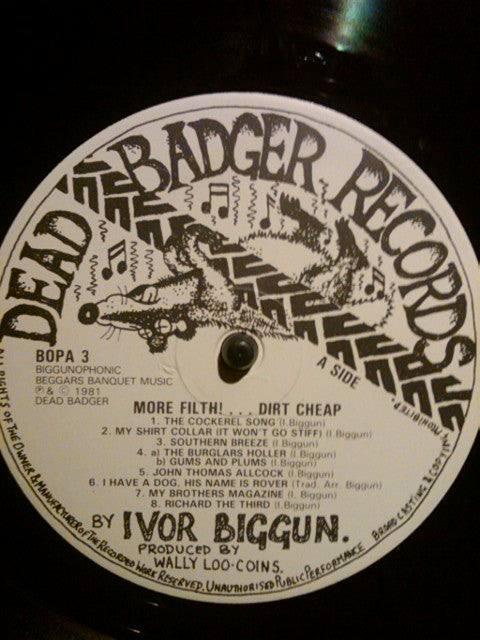 DEAD BADGER RECORDS
BOPA 3
BIGGUNOPHONIC
BEGGARS BANQUET MUSIC
℗ & © 1981
DEAD BADGER
A SIDE
MORE FILTH! . . . DIRT CHEAP
1. THE COCKEREL SONG (I.Biggun)
2. MY SHIRT COLLAR (IT WON'T GO STIFF) (I.Biggun)
3. SOUTHERN BREEZE (I.Biggun)
4. a) THE BURGLARS HOLLER (I.Biggun)
b) GUMS AND PLUMS (I. Biggun)
5. JOHN THOMAS ALLCOCK (I.Biggun)
6. I HAVE A DOG, HIS NAME IS ROVER (Trad. Arr. Biggun)
7. MY BROTHERS MAGAZINE (I. Biggun)
8. RICHARD THE THIRD (I.Biggun)
BY IVOR BIGGUN.
PRODUCED BY
WALLY LOO·COINS.
ALL RIGHTS OF THE OWNER & MANUFACTURER OF THE RECORDED WORK RESERVED. UNAUTHORISED PUBLIC PERFORMANCE BROADCASTING & COPYING PROHIBITED